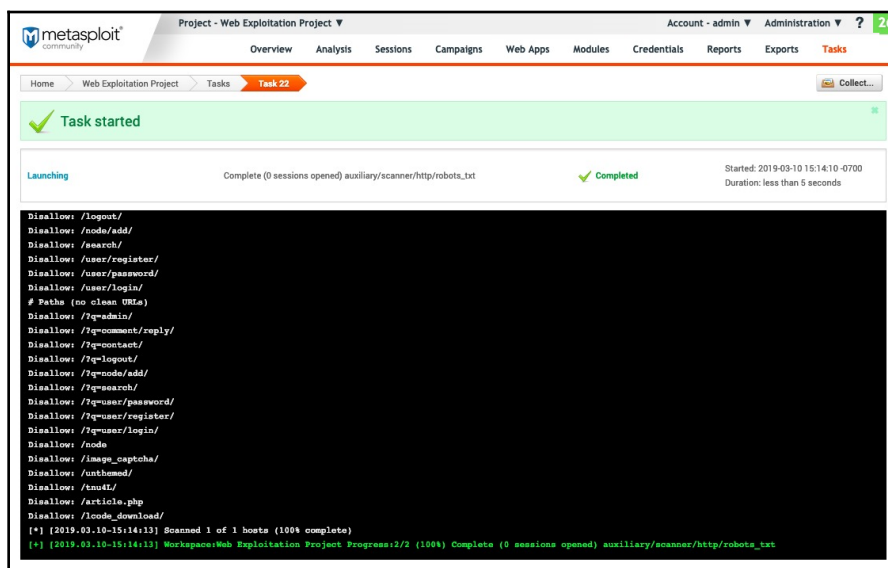 metasploit®
community
Project - Web Exploitation Project ▼
Account - admin ▼ Administration ▼ ? 2
Overview Analysis Sessions Campaigns Web Apps Modules Credentials Reports Exports Tasks
Home Web Exploitation Project Tasks Task 22
Collect...
Task started
Launching
Complete (0 sessions opened) auxiliary/scanner/http/robots_txt
Completed
Started: 2019-03-10 15:14:10 -0700
Duration: less than 5 seconds
Disallow: /logout/
Disallow: /node/add/
Disallow: /search/
Disallow: /user/register/
Disallow: /user/password/
Disallow: /user/login/
# Paths (no clean URLs)
Disallow: /?q=admin/
Disallow: /?q=comment/reply/
Disallow: /?q=contact/
Disallow: /?q=logout/
Disallow: /?q=node/add/
Disallow: /?q=search/
Disallow: /?q=user/password/
Disallow: /?q=user/register/
Disallow: /?q=user/login/
Disallow: /node
Disallow: /image_captcha/
Disallow: /unthemed/
Disallow: /tnu4L/
Disallow: /article.php
Disallow: /lcode_download/
[*] [2019.03.10-15:14:13] Scanned 1 of 1 hosts (100% complete)
[+] [2019.03.10-15:14:13] Workspace:Web Exploitation Project Progress:2/2 (100%) Complete (0 sessions opened) auxiliary/scanner/http/robots_txt